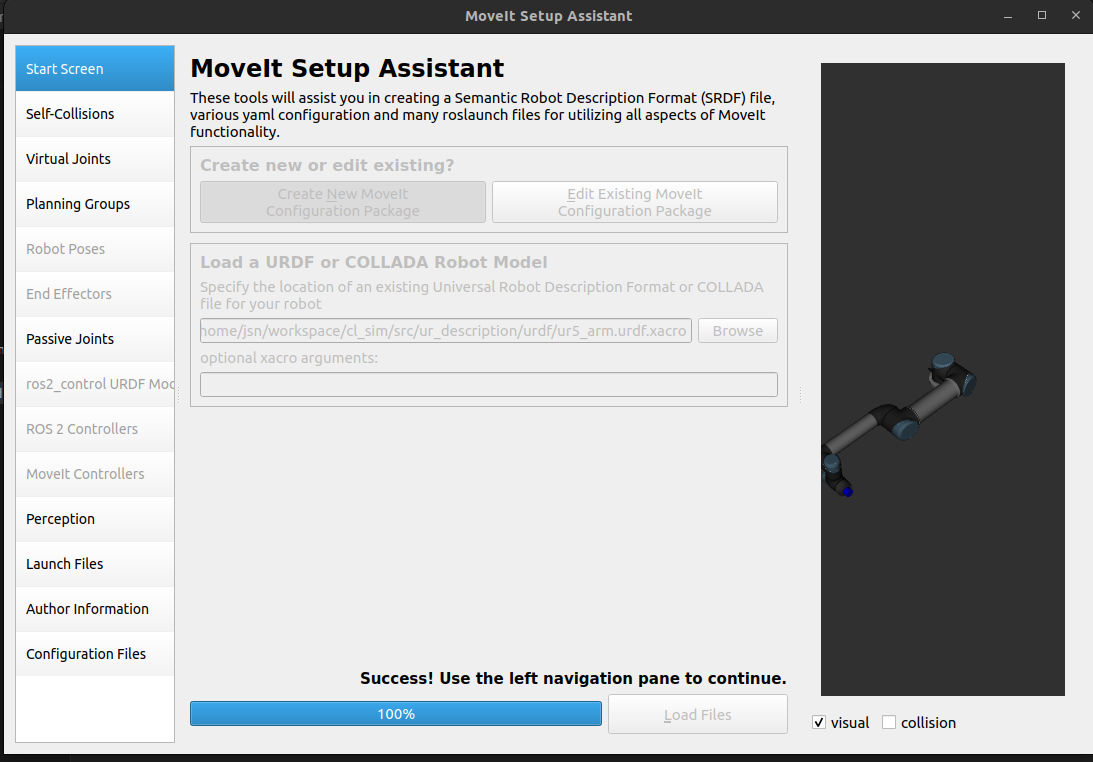 MoveIt Setup Assistant
Start Screen
Self-Collisions
Virtual Joints
Planning Groups
Robot Poses
End Effectors
Passive Joints
ros2_control URDF Moc
ROS 2 Controllers
MoveIt Controllers
Perception
Launch Files
Author Information
Configuration Files
MoveIt Setup Assistant
These tools will assist you in creating a Semantic Robot Description Format (SRDF) file,
various yaml configuration and many roslaunch files for utilizing all aspects of MoveIt
functionality.
Create new or edit existing?
Create New MoveIt
Configuration Package
Edit Existing MoveIt
Configuration Package
Load a URDF or COLLADA Robot Model
Specify the location of an existing Universal Robot Description Format or COLLADA
file for your robot
home/jsn/workspace/cl_sim/src/ur_description/urdf/ur5_arm.urdf.xacro
Browse
optional xacro arguments:
Success! Use the left navigation pane to continue.
100%
Load Files
visual
collision